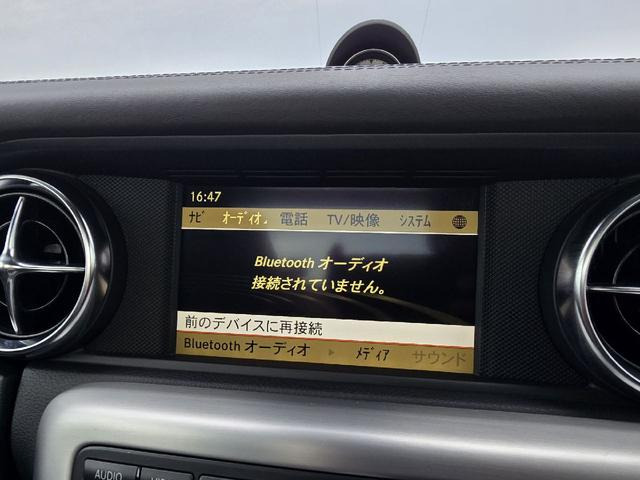 16:47
ﾅﾋﾞ ｵｰﾃﾞｨｵ 電話 TV/映像 ｼｽﾃﾑ
Bluetooth オーディオ
接続されていません。
前のデバイスに再接続
Bluetooth オーディオ ▸ ﾒﾃﾞｨｱ サウンド
AUDIO